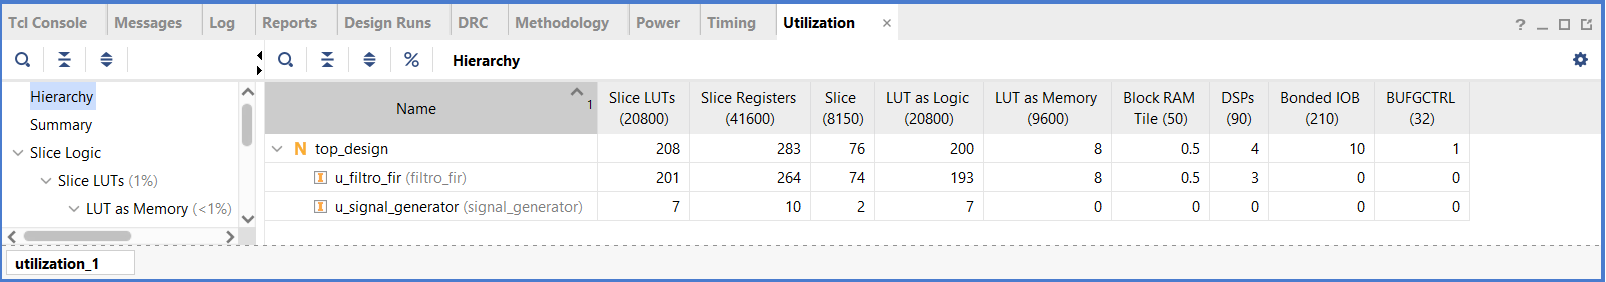 Tcl Console Messages Log Reports Design Runs DRC Methodology Power Timing Utilization × ? _
% Hierarchy
Hierarchy
Summary
Slice Logic
Slice LUTs (1%)
LUT as Memory (<1%)
Name 1 Slice LUTs (20800) Slice Registers (41600) Slice (8150) LUT as Logic (20800) LUT as Memory (9600) Block RAM Tile (50) DSPs (90) Bonded IOB (210) BUFGCTRL (32)
N top_design 208 283 76 200 8 0.5 4 10 1
I u_filtro_fir (filtro_fir) 201 264 74 193 8 0.5 3 0 0
I u_signal_generator (signal_generator) 7 10 2 7 0 0 0 0 0
utilization_1